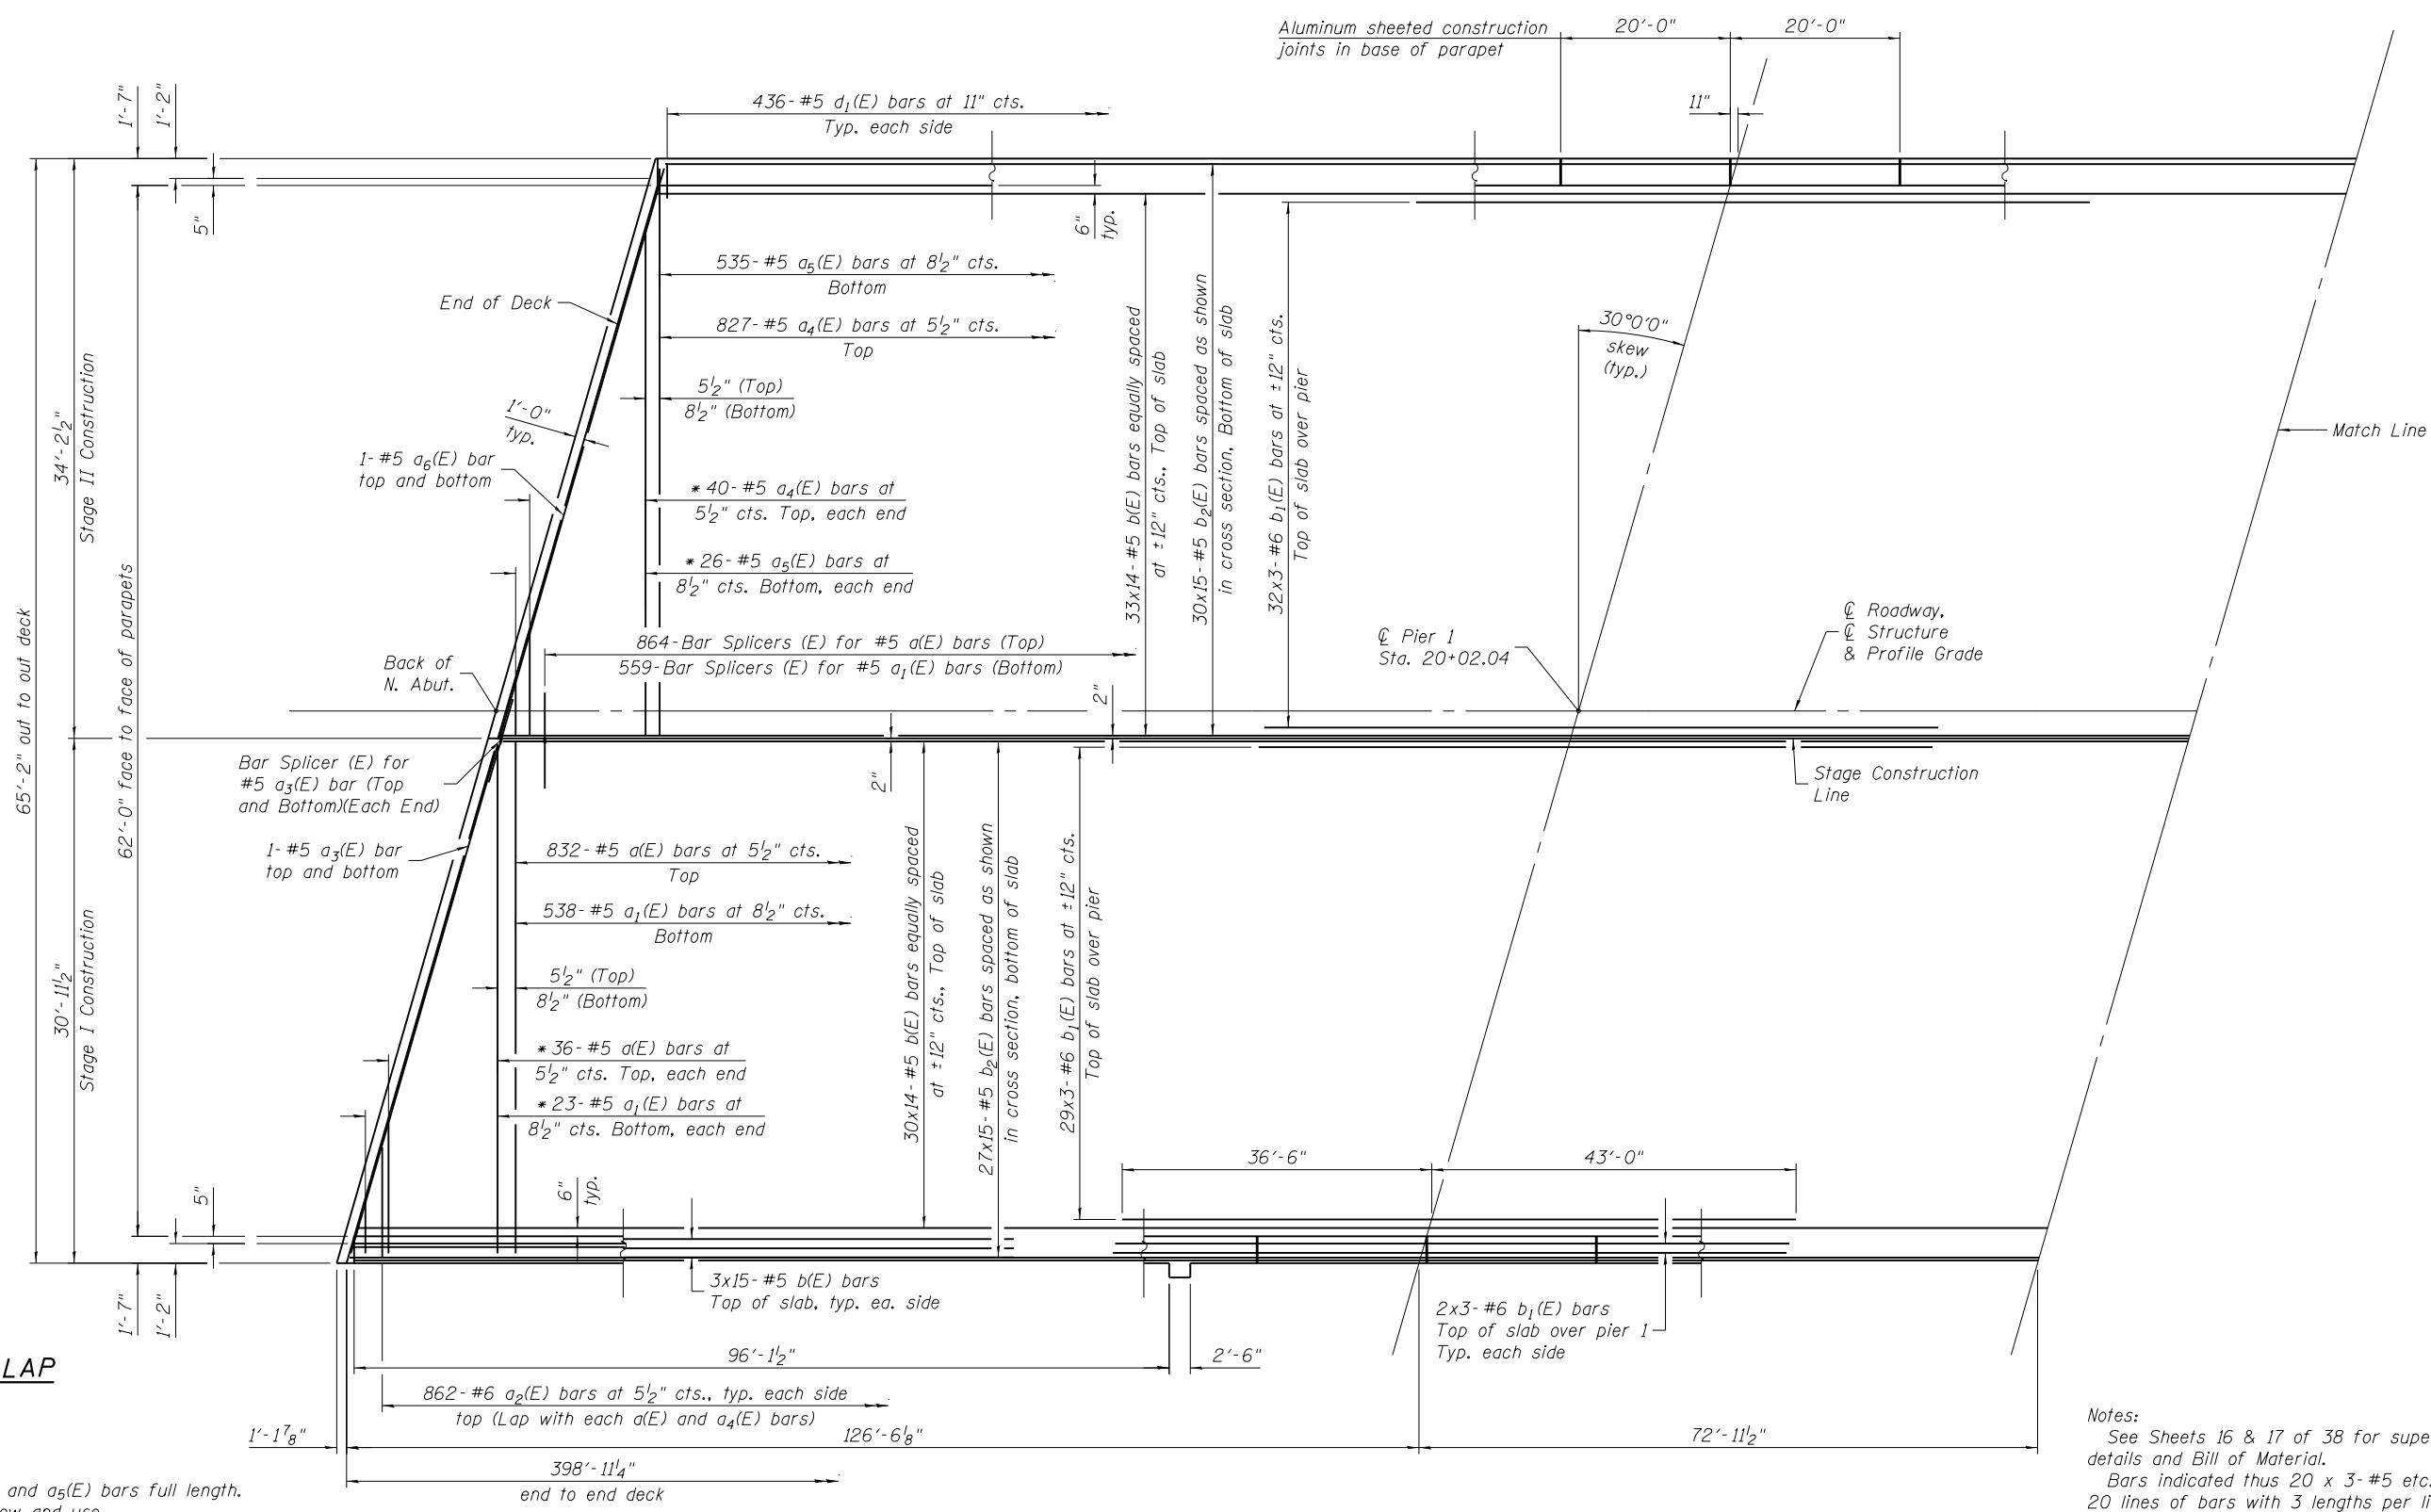 Aluminum sheeted construction
joints in base of parapet
20'-0"
20'-0"
11"
1'-7"
1'-2"
5"
436-#5 d1(E) bars at 11" cts.
Typ. each side
6"
typ.
535-#5 a5(E) bars at 8½" cts.
Bottom
827-#5 a4(E) bars at 5½" cts.
Top
End of Deck
5½" (Top)
8½" (Bottom)
1'-0"
typ.
1-#5 a6(E) bar
top and bottom
* 40-#5 a4(E) bars at
5½" cts. Top, each end
* 26-#5 a5(E) bars at
8½" cts. Bottom, each end
33x14-#5 b(E) bars equally spaced
at ±12" cts., Top of slab
30x15-#5 b2(E) bars spaced as shown
in cross section, Bottom of slab
32x3-#6 b1(E) bars at ±12" cts.
Top of slab over pier
30°0'0"
skew
(typ.)
Match Line
65'-2" out to out deck
34'-2½"
Stage II Construction
62'-0" face to face of parapets
30'-11½"
Stage I Construction
864-Bar Splicers (E) for #5 a(E) bars (Top)
559-Bar Splicers (E) for #5 a1(E) bars (Bottom)
Back of
N. Abut.
℄ Pier 1
Sta. 20+02.04
℄ Roadway,
℄ Structure
& Profile Grade
2"
2"
Bar Splicer (E) for
#5 a3(E) bar (Top
and Bottom)(Each End)
Stage Construction
Line
1-#5 a3(E) bar
top and bottom
832-#5 a(E) bars at 5½" cts.
Top
538-#5 a1(E) bars at 8½" cts.
Bottom
5½" (Top)
8½" (Bottom)
* 36-#5 a(E) bars at
5½" cts. Top, each end
* 23-#5 a1(E) bars at
8½" cts. Bottom, each end
30x14-#5 b(E) bars equally spaced
at ±12" cts., Top of slab
27x15-#5 b2(E) bars spaced as shown
in cross section, bottom of slab
29x3-#6 b1(E) bars at ±12" cts.
Top of slab over pier
36'-6"
43'-0"
5"
6"
typ.
1'-7"
1'-2"
3x15-#5 b(E) bars
Top of slab, typ. ea. side
2x3-#6 b1(E) bars
Top of slab over pier 1
Typ. each side
LAP
96'-1½"
2'-6"
862-#6 a2(E) bars at 5½" cts., typ. each side
top (Lap with each a(E) and a4(E) bars)
1'-1⅞"
126'-6⅛"
72'-11½"
398'-11¼"
end to end deck
and a5(E) bars full length.
Notes:
See Sheets 16 & 17 of 38 for supe
details and Bill of Material.
Bars indicated thus 20 x 3-#5 etc.
20 lines of bars with 3 lengths per li